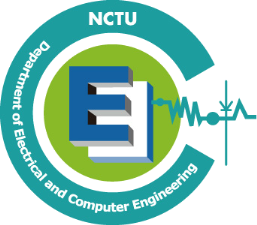 NCTU
Department of Electrical and Computer Engineering
E